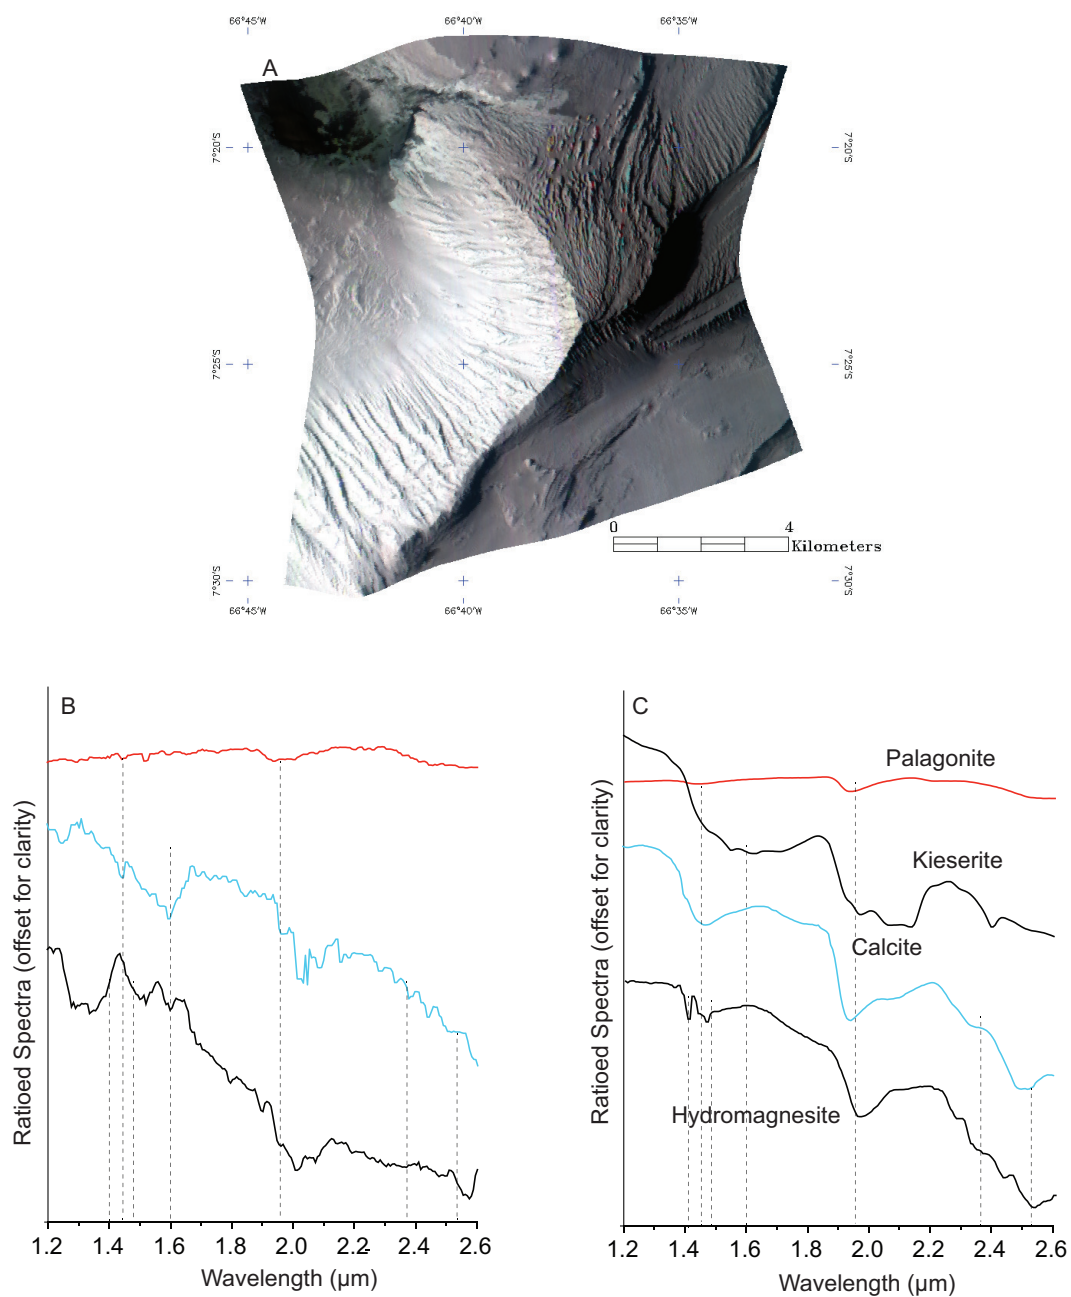 66°45'W 66°40'W 66°35'W
A
7°20'S 7°20'S
7°25'S 7°25'S
0 4
Kilometers
7°30'S 7°30'S
66°45'W 66°40'W 66°35'W
B
Ratioed Spectra (offset for clarity)
1.2 1.4 1.6 1.8 2.0 2.2 2.4 2.6
Wavelength (µm)
C
Palagonite
Kieserite
Calcite
Hydromagnesite
Ratioed Spectra (offset for clarity)
1.2 1.4 1.6 1.8 2.0 2.2 2.4 2.6
Wavelength (µm)